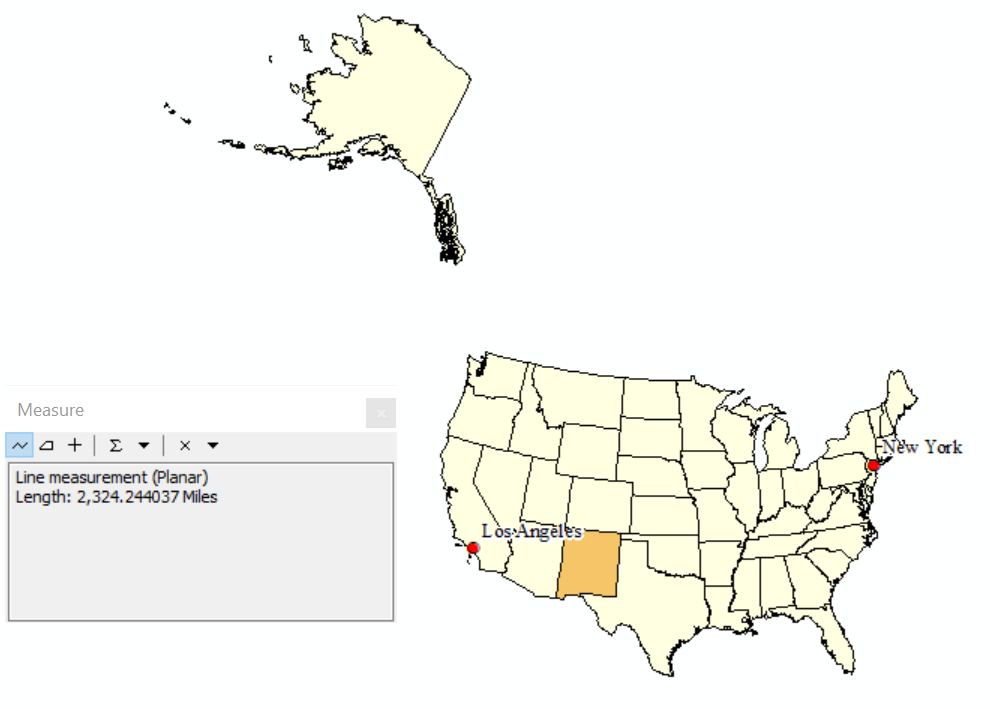 Measure
Line measurement (Planar)
Length: 2,324.244037 Miles
New York
Los Angeles